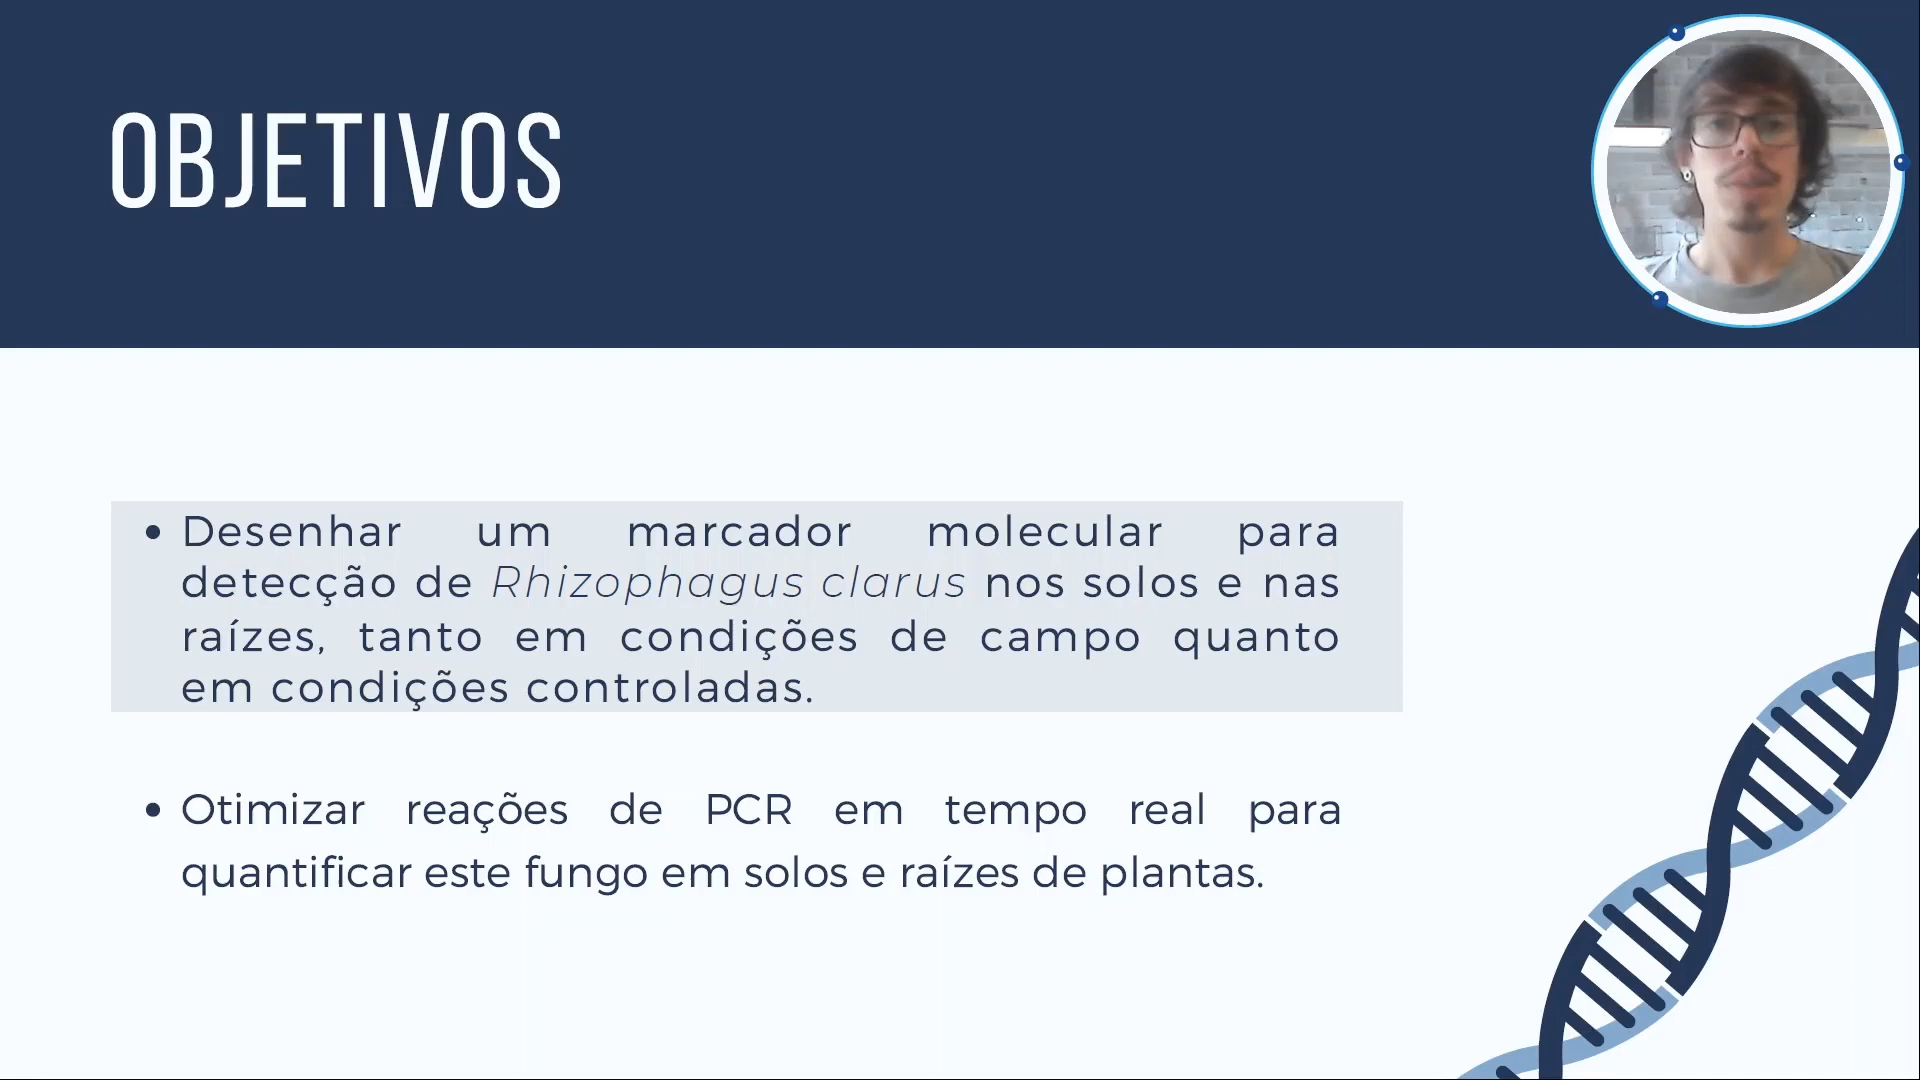 OBJETIVOS
• Desenhar um marcador molecular para
detecção de Rhizophagus clarus nos solos e nas
raízes, tanto em condições de campo quanto
em condições controladas.
• Otimizar reações de PCR em tempo real para
quantificar este fungo em solos e raízes de plantas.